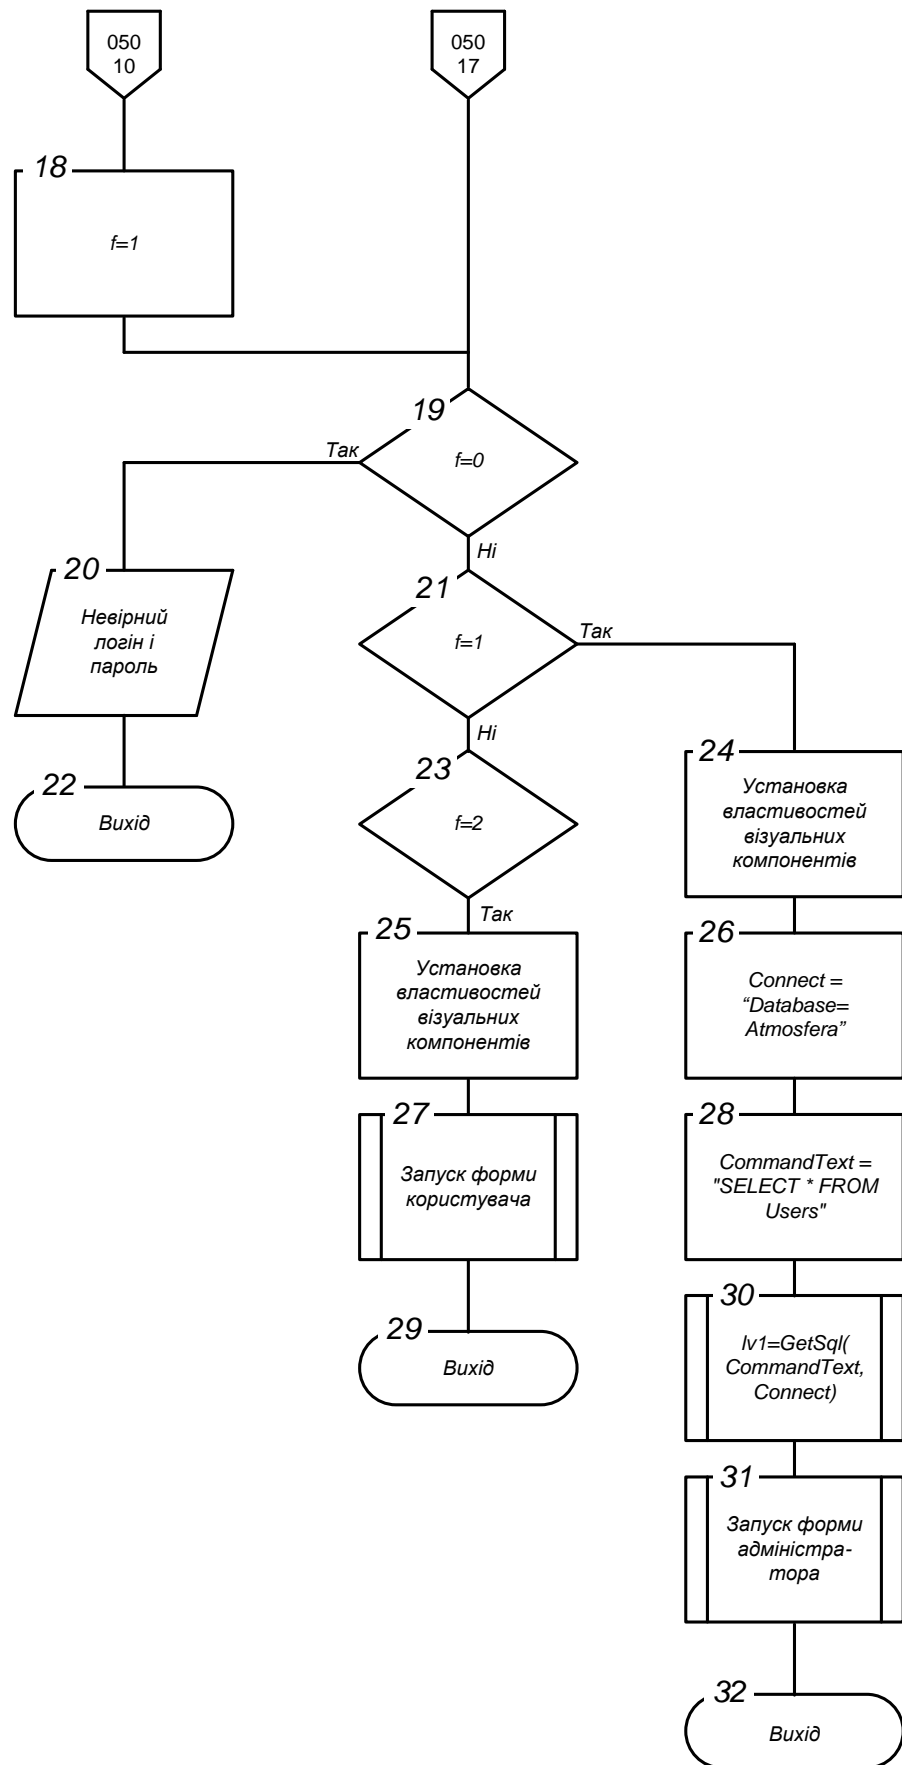 050
10
050
17
18
f=1
19
Так
f=0
Ні
20
Невірний
логін і
пароль
21
f=1
Так
Ні
22
Вихід
23
f=2
Так
24
Установка
властивостей
візуальних
компонентів
25
Установка
властивостей
візуальних
компонентів
26
Connect =
“Database=
Atmosfera”
27
Запуск форми
користувача
28
CommandText =
"SELECT * FROM
Users"
29
Вихід
30
lv1=GetSql(
CommandText,
Connect)
31
Запуск форми
адміністра-
тора
32
Вихід